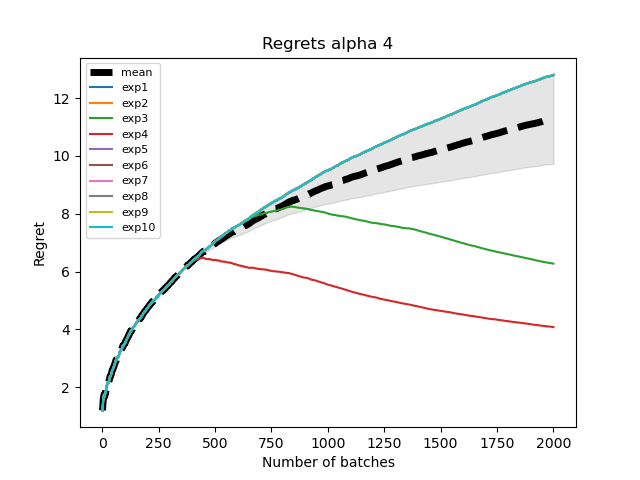 Regrets alpha 4
mean
exp1
exp2
exp3
exp4
exp5
exp6
exp7
exp8
exp9
exp10
12
10
8
6
4
2
Regret
0 250 500 750 1000 1250 1500 1750 2000
Number of batches